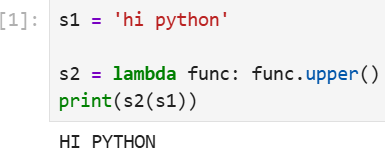 [1]: s1 = 'hi python'
s2 = lambda func: func.upper()
print(s2(s1))
HI PYTHON